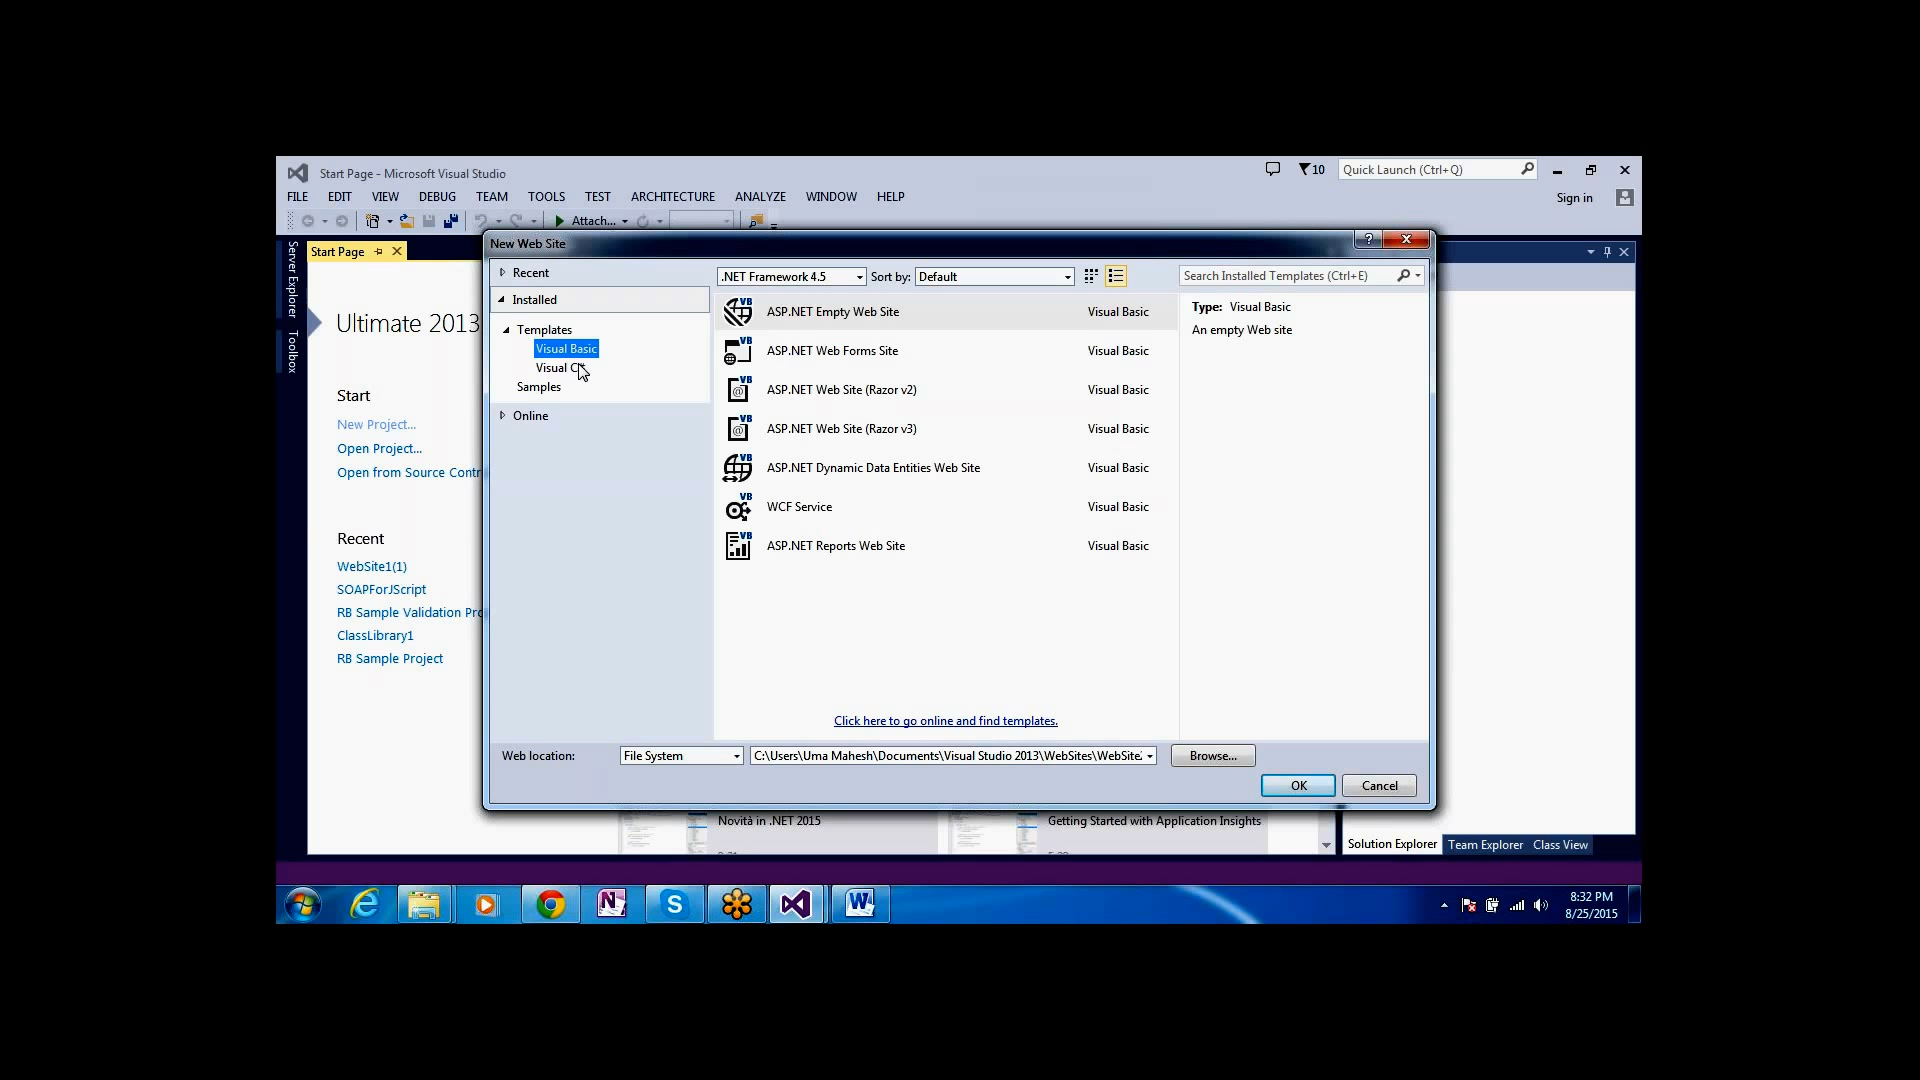 Start Page - Microsoft Visual Studio
10
Quick Launch (Ctrl+Q)
FILE EDIT VIEW DEBUG TEAM TOOLS TEST ARCHITECTURE ANALYZE WINDOW HELP
Sign in
Attach...
Server Explorer
Toolbox
Start Page
Ultimate 2013
Start
New Project...
Open Project...
Open from Source Contr
Recent
WebSite1(1)
SOAPForJScript
RB Sample Validation Pro
ClassLibrary1
RB Sample Project
New Web Site
?
Recent
Installed
Templates
Visual Basic
Visual
Samples
Online
.NET Framework 4.5
Sort by: Default
Search Installed Templates (Ctrl+E)
VB ASP.NET Empty Web Site Visual Basic
VB ASP.NET Web Forms Site Visual Basic
VB @ ASP.NET Web Site (Razor v2) Visual Basic
VB @ ASP.NET Web Site (Razor v3) Visual Basic
VB ASP.NET Dynamic Data Entities Web Site Visual Basic
VB WCF Service Visual Basic
VB ASP.NET Reports Web Site Visual Basic
Type: Visual Basic
An empty Web site
Click here to go online and find templates.
Web location: File System C:\Users\Uma Mahesh\Documents\Visual Studio 2013\WebSites\WebSite Browse...
OK Cancel
Novità in .NET 2015
Getting Started with Application Insights
Solution Explorer Team Explorer Class View
8:32 PM
8/25/2015